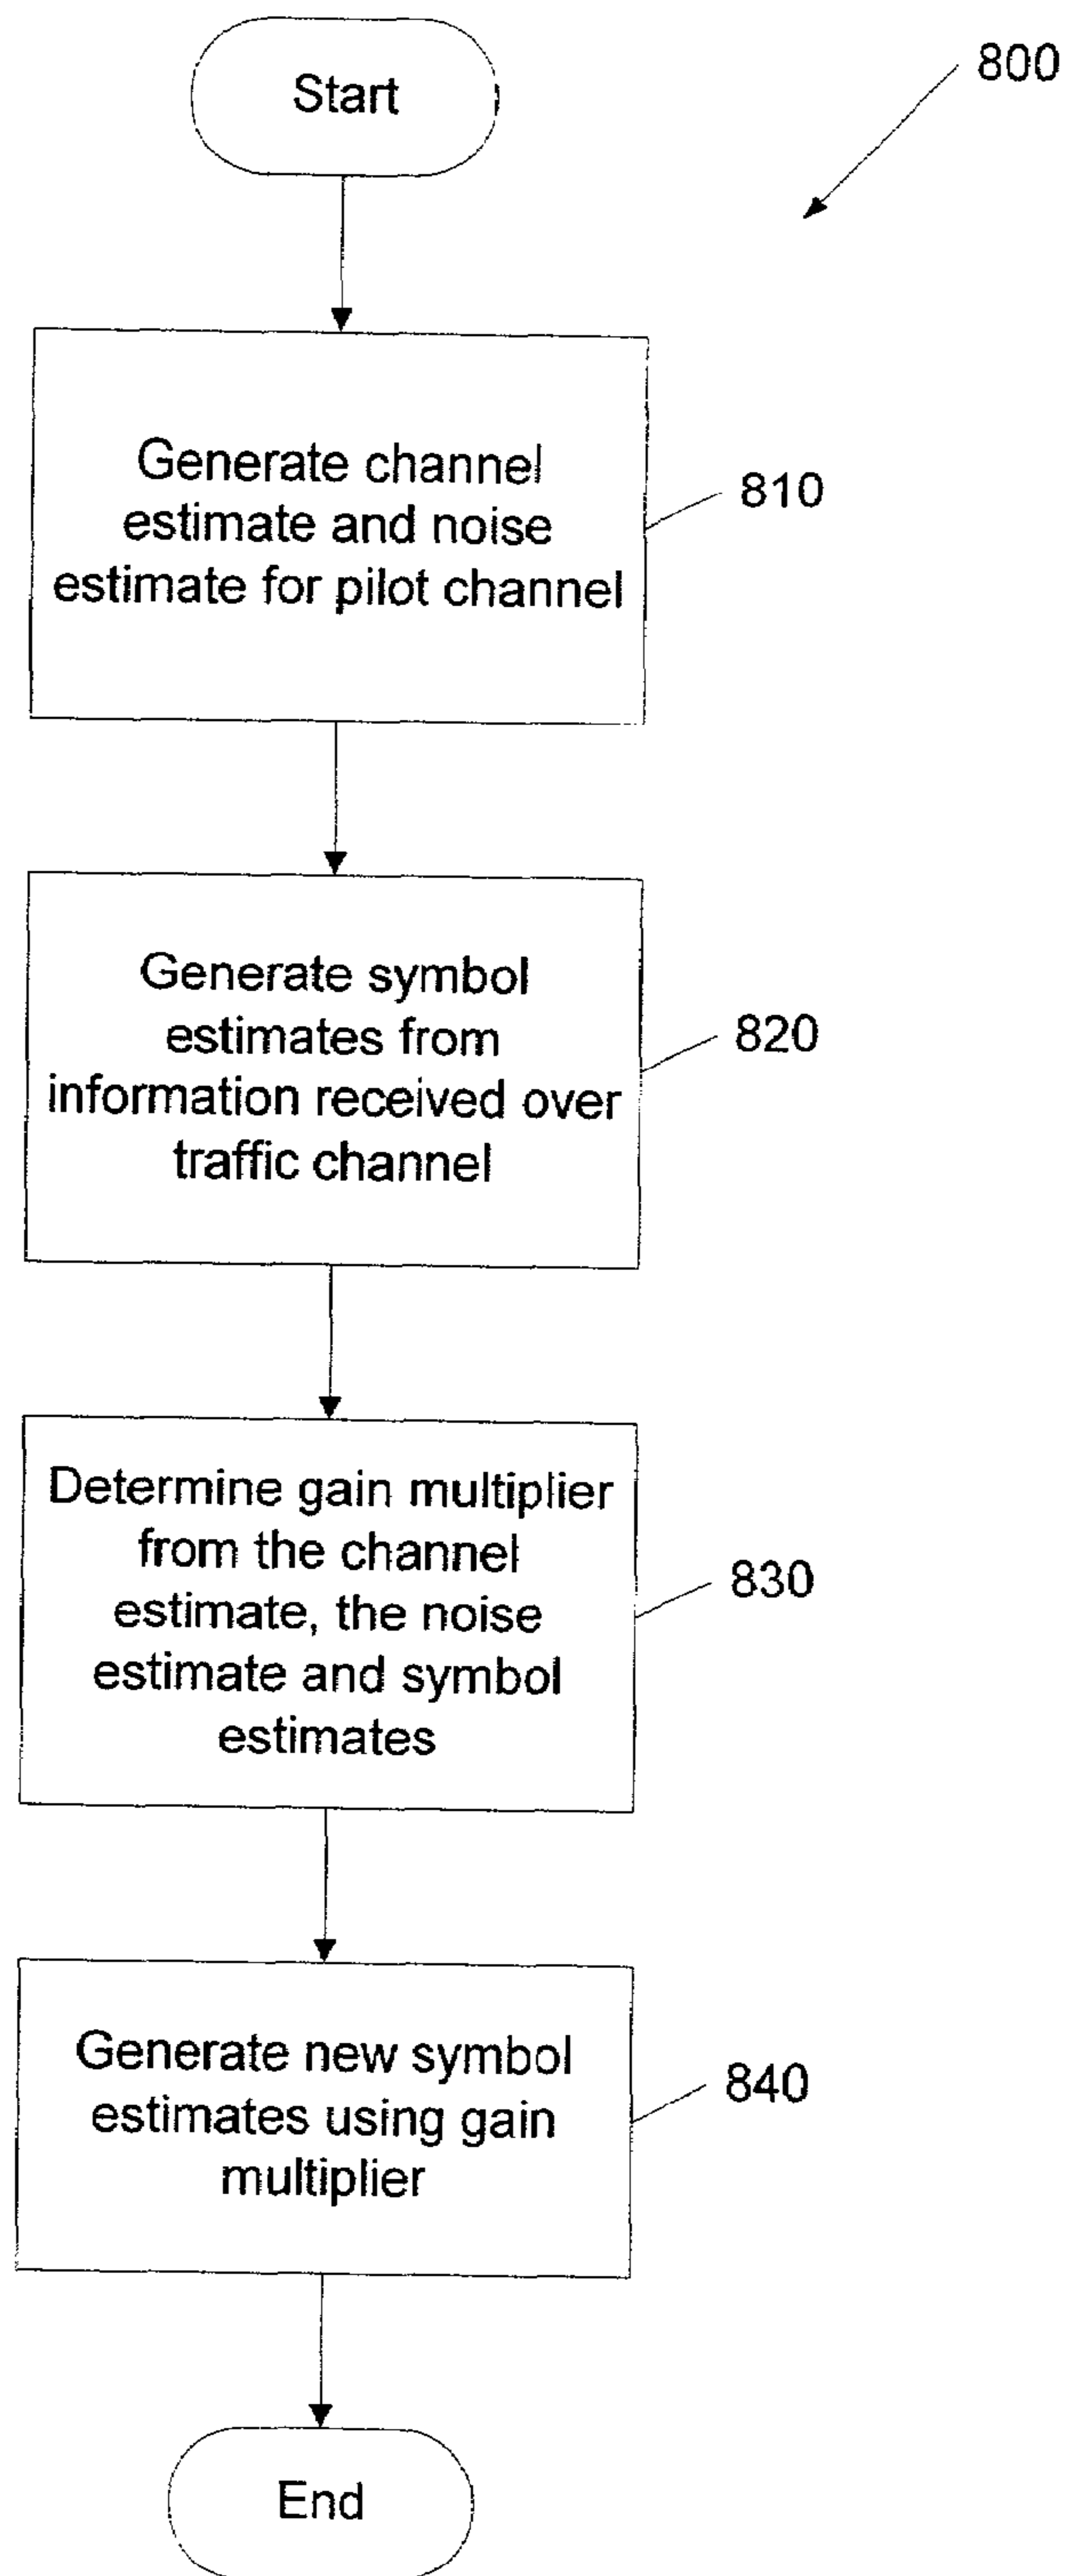 Start
800
Generate channel
estimate and noise
estimate for pilot channel
810
Generate symbol
estimates from
information received over
traffic channel
820
Determine gain multiplier
from the channel
estimate, the noise
estimate and symbol
estimates
830
Generate new symbol
estimates using gain
multiplier
840
End